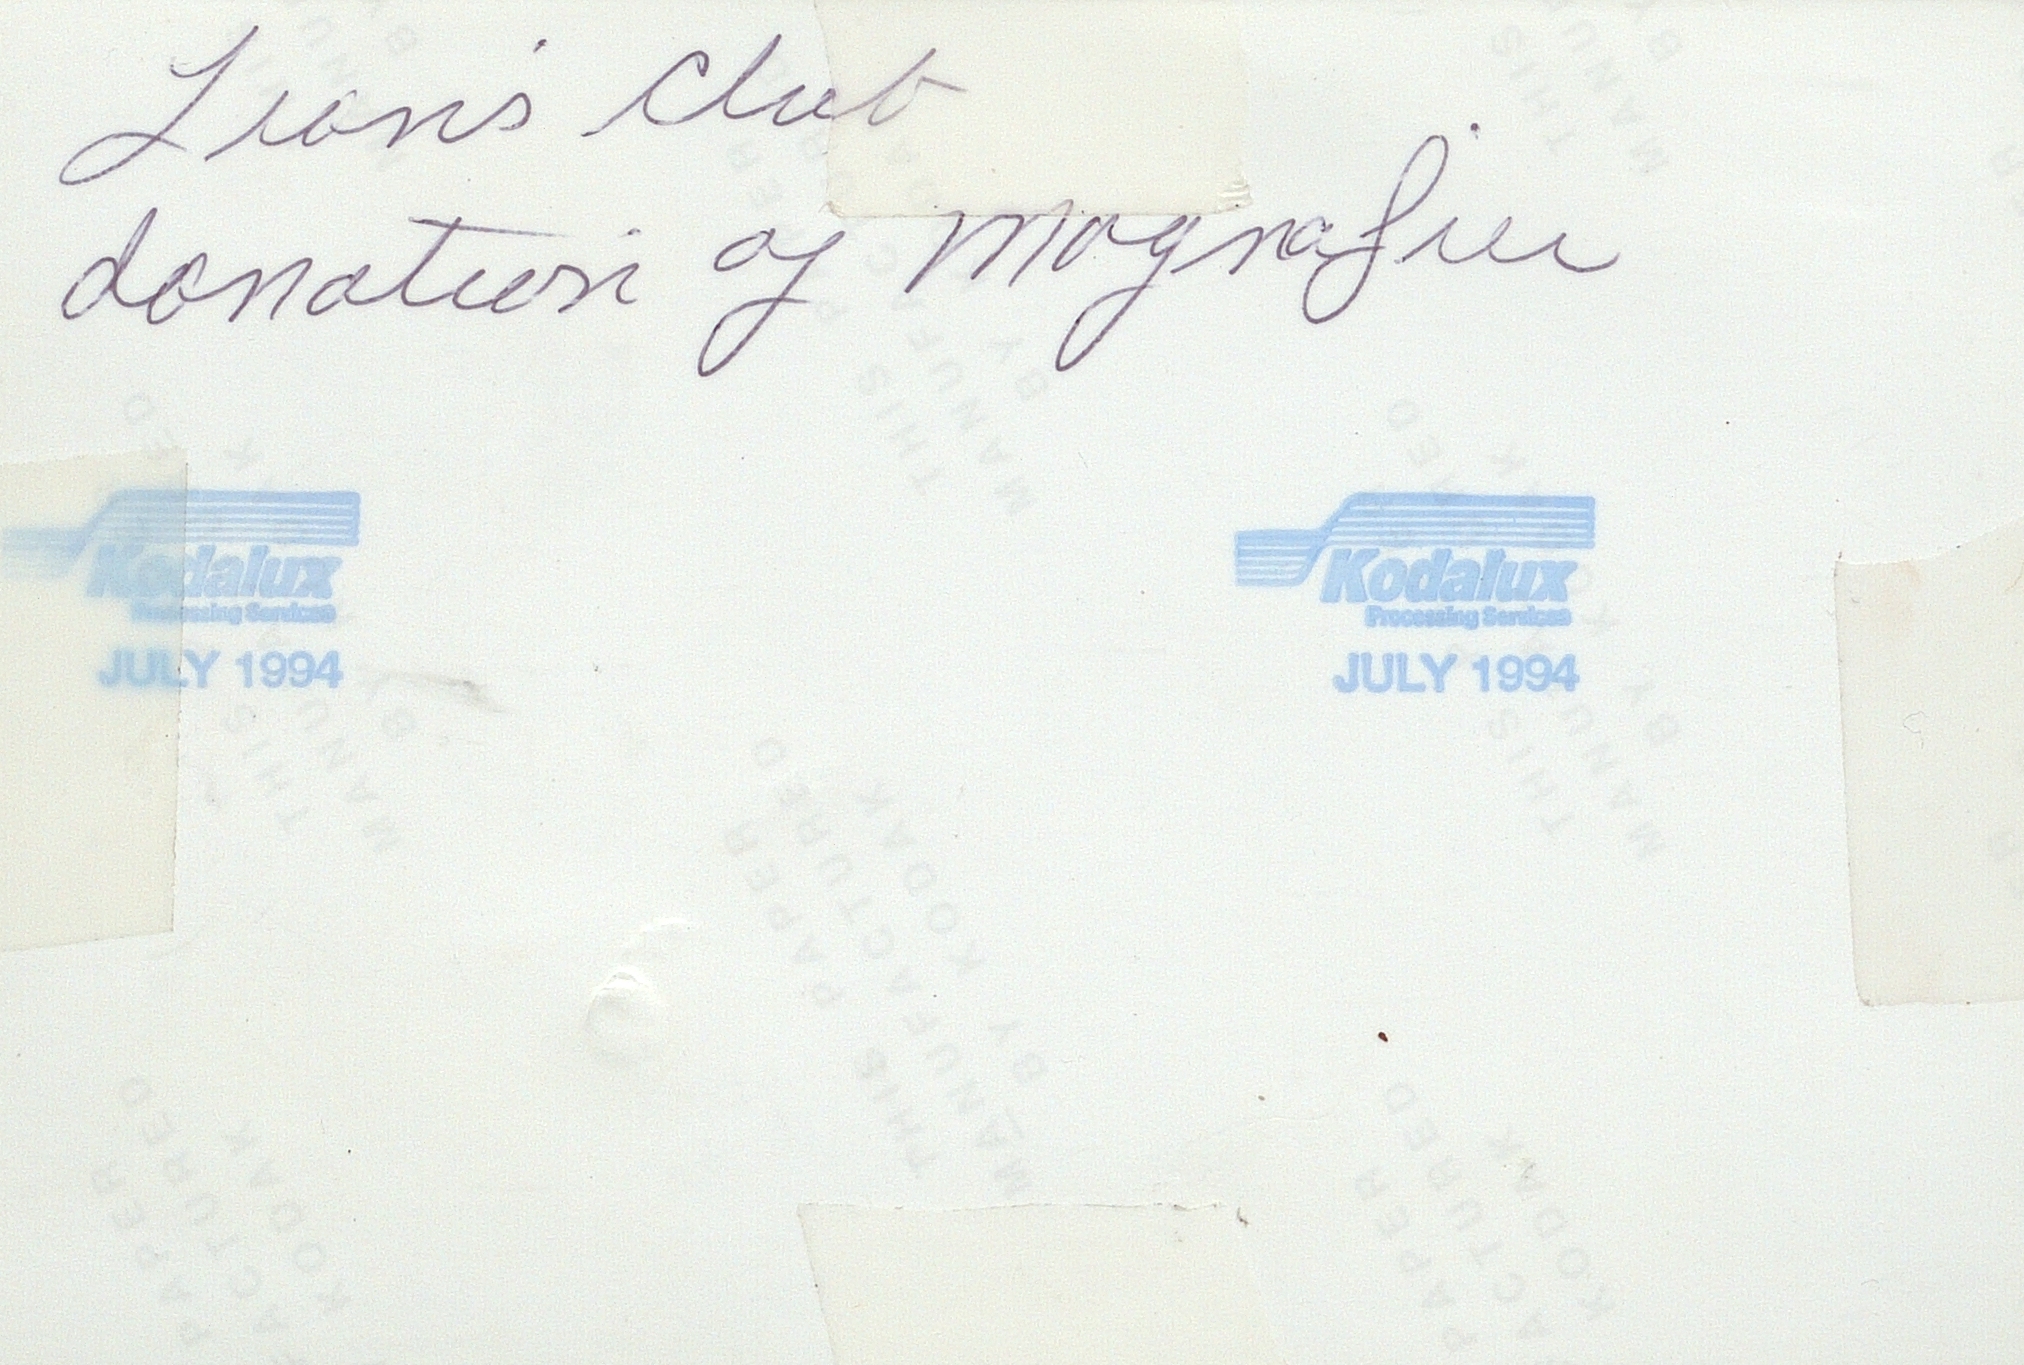 Lion's Club
donation of Magnafier
Kodalux
Processing Services
JULY 1994
Kodalux
Processing Services
JULY 1994
THIS PAPER
MANUFACTURED
BY KODAK